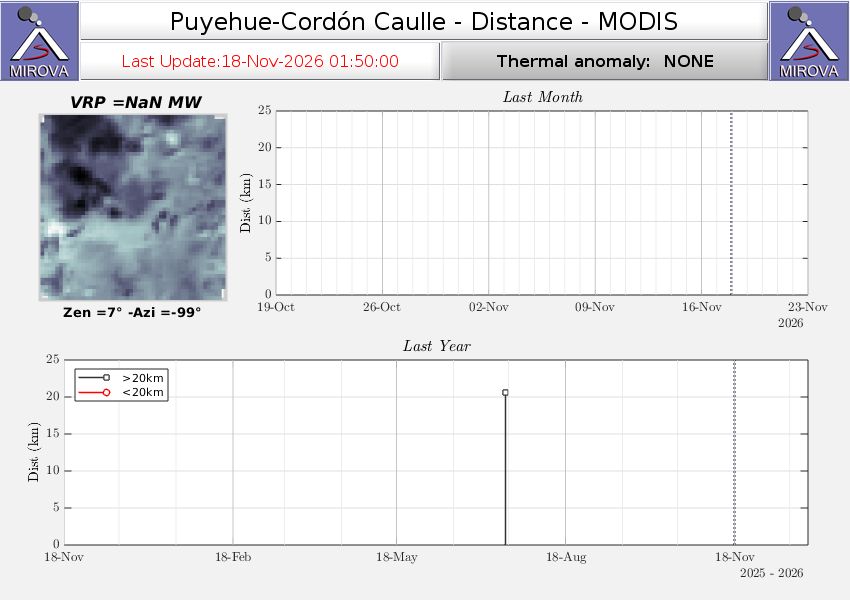 Puyehue-Cordón Caulle - Distance - MODIS
MIROVA
Last Update:18-Nov-2026 01:50:00
Thermal anomaly: NONE
MIROVA
VRP =NaN MW
Zen =7° -Azi =-99°
Last Month
Dist (km)
25
20
15
10
5
0
19-Oct
26-Oct
02-Nov
09-Nov
16-Nov
23-Nov
2026
Last Year
Dist (km)
25
20
15
10
5
0
>20km
<20km
18-Nov
18-Feb
18-May
18-Aug
18-Nov
2025 - 2026